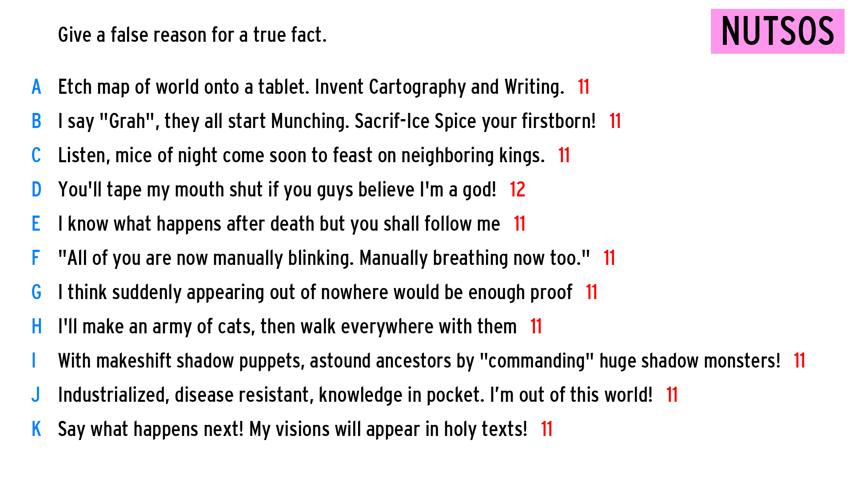 NUTSOS
Give a false reason for a true fact.
A Etch map of world onto a tablet. Invent Cartography and Writing. 11
B I say "Grah", they all start Munching. Sacrif-Ice Spice your firstborn! 11
C Listen, mice of night come soon to feast on neighboring kings. 11
D You'll tape my mouth shut if you guys believe I'm a god! 12
E I know what happens after death but you shall follow me 11
F "All of you are now manually blinking. Manually breathing now too." 11
G I think suddenly appearing out of nowhere would be enough proof 11
H I'll make an army of cats, then walk everywhere with them 11
I With makeshift shadow puppets, astound ancestors by "commanding" huge shadow monsters! 11
J Industrialized, disease resistant, knowledge in pocket. I'm out of this world! 11
K Say what happens next! My visions will appear in holy texts! 11